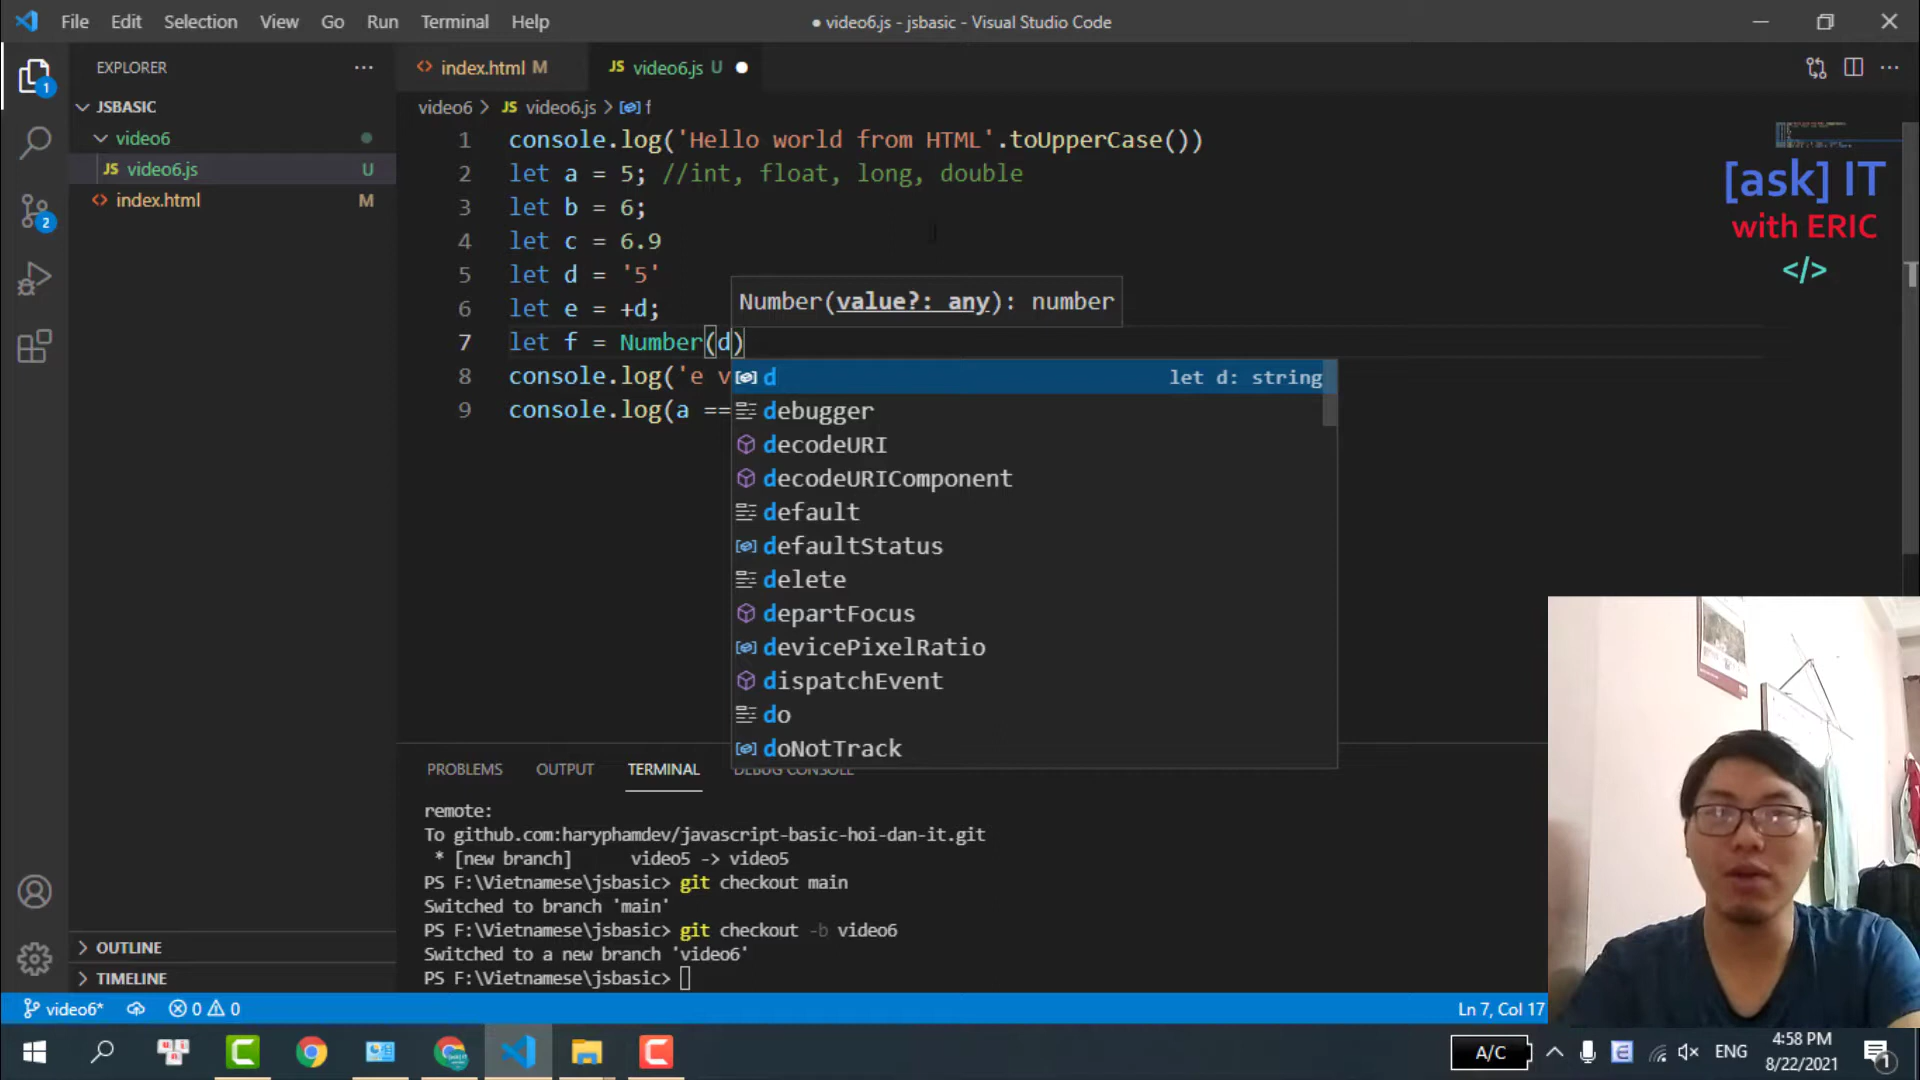 File Edit Selection View Go Run Terminal Help
● video6.js - jsbasic - Visual Studio Code
EXPLORER
JSBASIC
video6
JS video6.js U
<> index.html M
<> index.html M
JS video6.js U
video6 > JS video6.js > f
1 console.log('Hello world from HTML'.toUpperCase())
2 let a = 5; //int, float, long, double
3 let b = 6;
4 let c = 6.9
5 let d = '5'
6 let e = +d;
7 let f = Number(d)
8 console.log('e v
9 console.log(a ==
Number(value?: any): number
d let d: string
debugger
decodeURI
decodeURIComponent
default
defaultStatus
delete
departFocus
devicePixelRatio
dispatchEvent
do
doNotTrack
[ask] IT
with ERIC
</>
PROBLEMS OUTPUT TERMINAL DEBUG CONSOLE
remote:
To github.com:haryphamdev/javascript-basic-hoi-dan-it.git
* [new branch] video5 -> video5
PS F:\Vietnamese\jsbasic> git checkout main
Switched to branch 'main'
PS F:\Vietnamese\jsbasic> git checkout -b video6
Switched to a new branch 'video6'
PS F:\Vietnamese\jsbasic>
OUTLINE
TIMELINE
1
2
video6* 0 0
Ln 7, Col 17
A/C
ENG
4:58 PM
8/22/2021
1